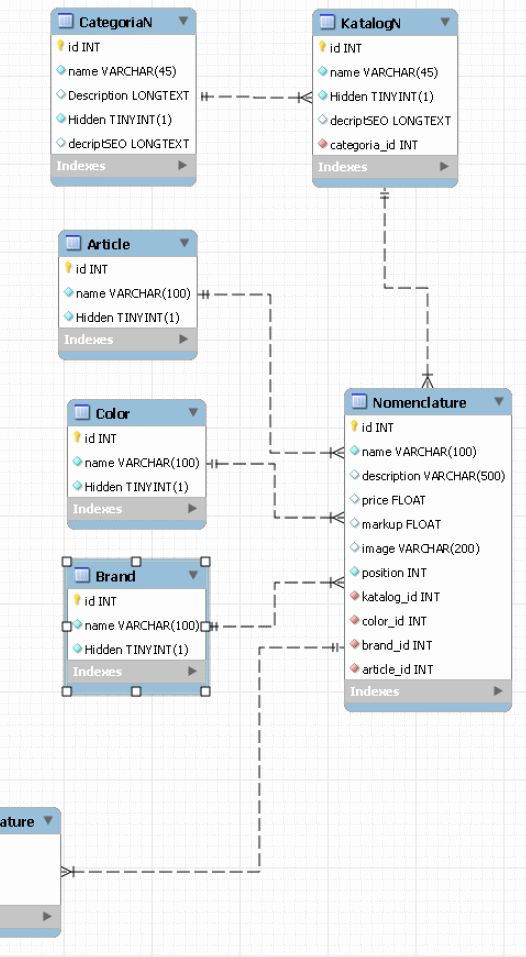 CategoriaN
id INT
name VARCHAR(45)
Description LONGTEXT
Hidden TINYINT(1)
decriptSEO LONGTEXT
Indexes
KatalogN
id INT
name VARCHAR(45)
Hidden TINYINT(1)
decriptSEO LONGTEXT
categoria_id INT
Indexes
Article
id INT
name VARCHAR(100)
Hidden TINYINT(1)
Indexes
Color
id INT
name VARCHAR(100)
Hidden TINYINT(1)
Indexes
Nomenclature
id INT
name VARCHAR(100)
description VARCHAR(500)
price FLOAT
markup FLOAT
image VARCHAR(200)
position INT
katalog_id INT
color_id INT
brand_id INT
article_id INT
Indexes
Brand
id INT
name VARCHAR(100)
Hidden TINYINT(1)
Indexes
ature